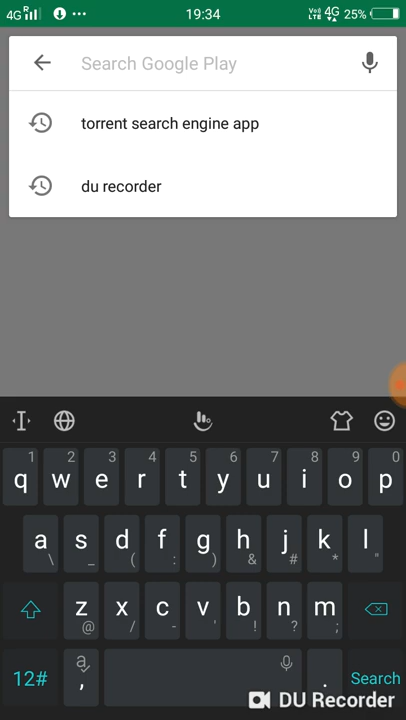 4G R 19:34 VoLTE 4G 25%
Search Google Play
torrent search engine app
du recorder
1 2 3 4 5 6 7 8 9 0
q w e r t y u i o p
a s d f g h j k l
\ _ ( : ) & # * "
z x c v b n m
@ / - ' ! ? ;
12# a , . Search
DU Recorder